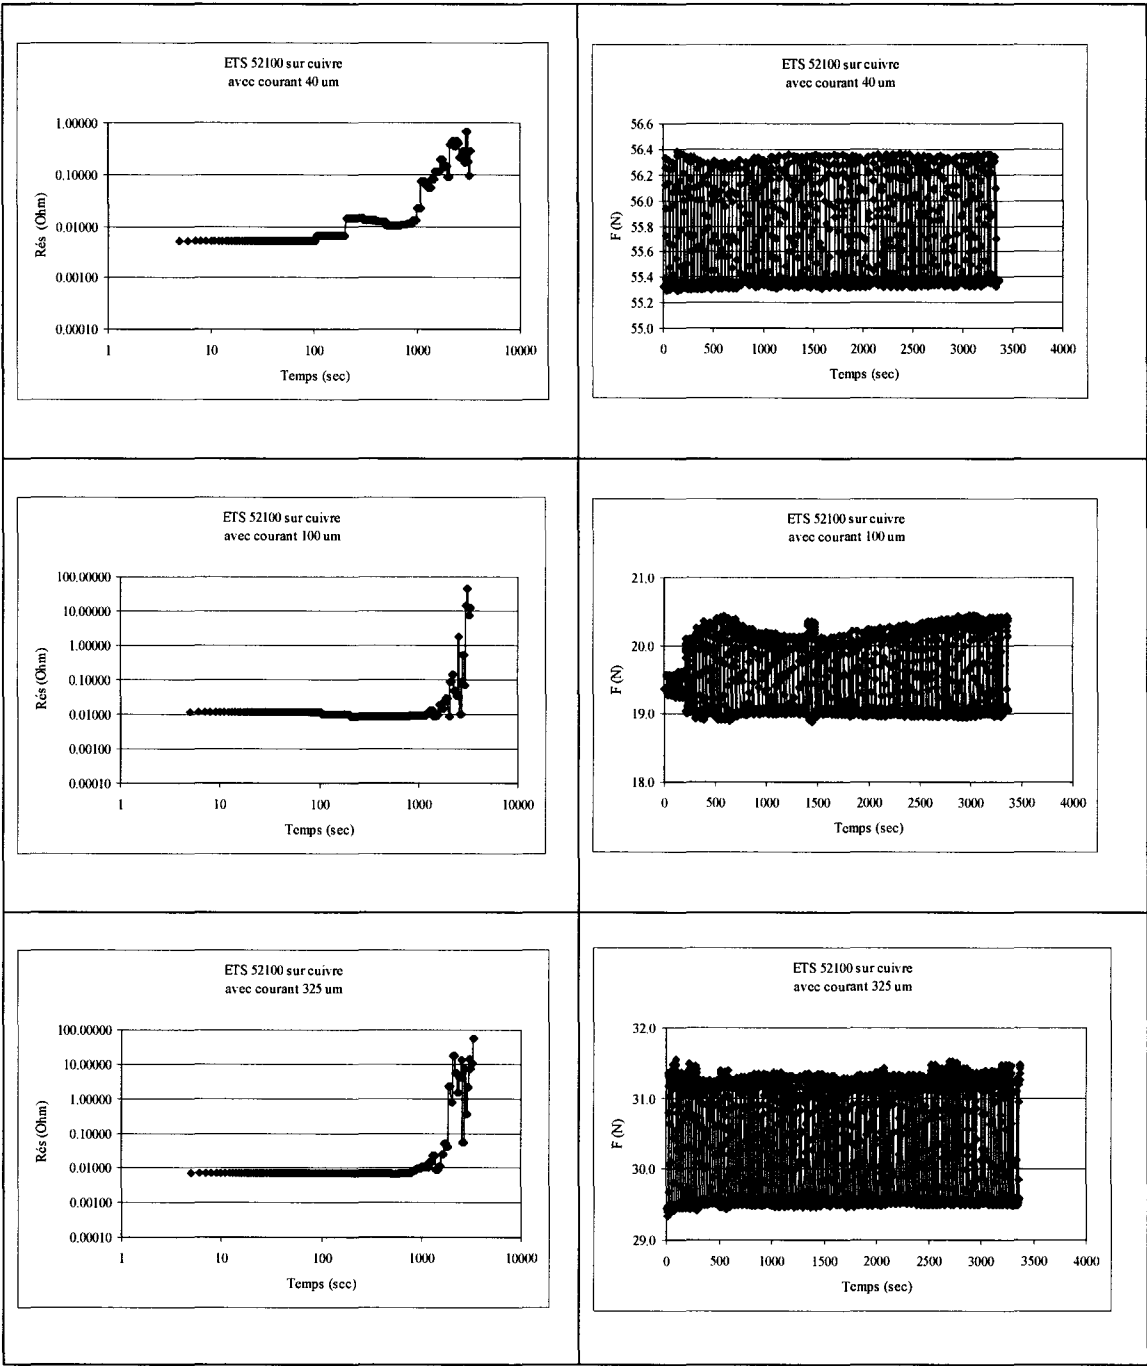 ETS 52100 sur cuivre
avec courant 40 um
1.00000
0.10000
0.01000
0.00100
0.00010
Rés (Ohm)
1 10 100 1000 10000
Temps (sec)
ETS 52100 sur cuivre
avec courant 40 um
56.6
56.4
56.2
56.0
55.8
55.6
55.4
55.2
55.0
F (N)
0 500 1000 1500 2000 2500 3000 3500 4000
Temps (sec)
ETS 52100 sur cuivre
avec courant 100 um
100.00000
10.00000
1.00000
0.10000
0.01000
0.00100
0.00010
Rés (Ohm)
1 10 100 1000 10000
Temps (sec)
ETS 52100 sur cuivre
avec courant 100 um
21.0
20.0
19.0
18.0
F (N)
0 500 1000 1500 2000 2500 3000 3500 4000
Temps (sec)
ETS 52100 sur cuivre
avec courant 325 um
100.00000
10.00000
1.00000
0.10000
0.01000
0.00100
0.00010
Rés (Ohm)
1 10 100 1000 10000
Temps (sec)
ETS 52100 sur cuivre
avec courant 325 um
32.0
31.0
30.0
29.0
F (N)
0 500 1000 1500 2000 2500 3000 3500 4000
Temps (sec)